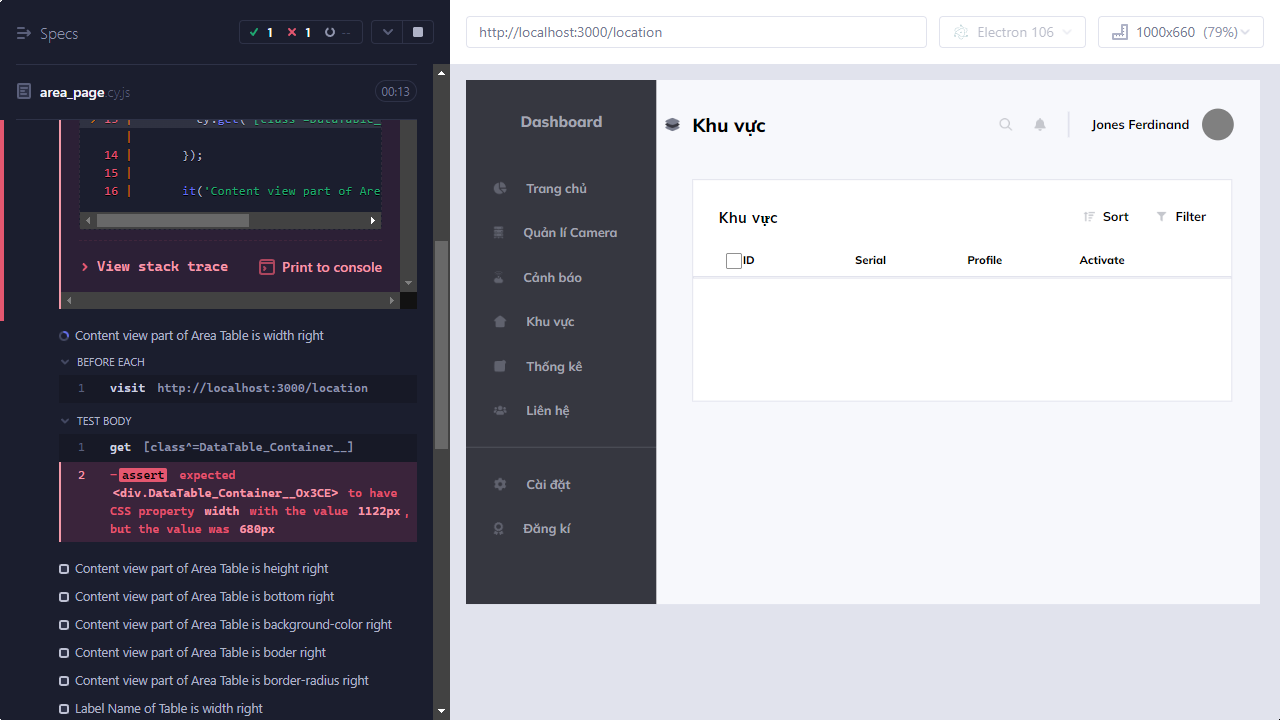 Specs
1
1
--
area_page.cy.js
00:13
13 | cy.get('[class^=DataTable_
|
14 | });
15 |
16 | it('Content view part of Are
View stack trace
Print to console
Content view part of Area Table is width right
BEFORE EACH
1 visit http://localhost:3000/location
TEST BODY
1 get [class^=DataTable_Container__]
2 -assert expected
<div.DataTable_Container__Ox3CE> to have
CSS property width with the value 1122px,
but the value was 680px
Content view part of Area Table is height right
Content view part of Area Table is bottom right
Content view part of Area Table is background-color right
Content view part of Area Table is boder right
Content view part of Area Table is border-radius right
Label Name of Table is width right
http://localhost:3000/location
Electron 106
1000x660 (79%)
Dashboard
Trang chủ
Quản lí Camera
Cảnh báo
Khu vực
Thống kê
Liên hệ
Cài đặt
Đăng kí
Khu vực
Jones Ferdinand
Khu vực
Sort
Filter
ID
Serial
Profile
Activate